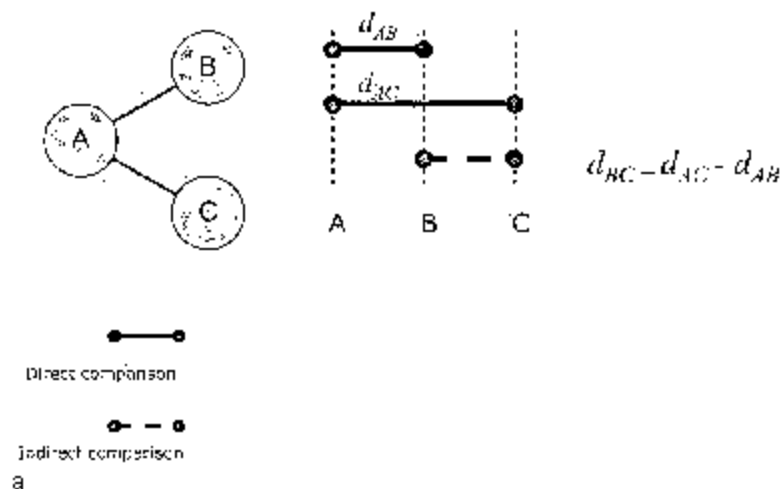 B
A
C
d_AB
d_AC
d_BC = d_AC - d_AB
A B C
Direct comparison
Indirect comparison
a